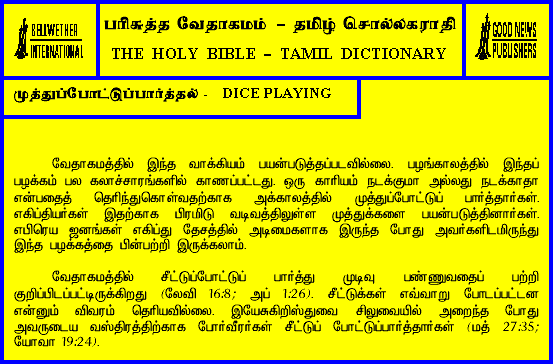 BELLWETHER
INTERNATIONAL
பரிசுத்த வேதாகமம் – தமிழ் சொல்லகராதி
THE HOLY BIBLE – TAMIL DICTIONARY
GOOD NEWS
PUBLISHERS
முத்துப்போட்டுப்பார்த்தல் - DICE PLAYING
வேதாகமத்தில் இந்த வாக்கியம் பயன்படுத்தப்படவில்லை. பழங்காலத்தில் இந்தப்
பழக்கம் பல கலாச்சாரங்களில் காணப்பட்டது. ஒரு காரியம் நடக்குமா அல்லது நடக்காதா
என்பதைத் தெரிந்துகொள்வதற்காக அக்காலத்தில் முத்துப்போட்டுப் பார்த்தார்கள்.
எகிப்தியர்கள் இதற்காக பிரமிடு வடிவத்திலுள்ள முத்துக்களை பயன்படுத்தினார்கள்.
எபிரெய ஜனங்கள் எகிப்து தேசத்தில் அடிமைகளாக இருந்த போது அவர்களிடமிருந்து
இந்த பழக்கத்தை பின்பற்றி இருக்கலாம்.
வேதாகமத்தில் சீட்டுப்போட்டுப் பார்த்து முடிவு பண்ணுவதைப் பற்றி
குறிப்பிடப்பட்டிருக்கிறது (லேவி 16:8; அப் 1:26). சீட்டுக்கள் எவ்வாறு போடப்பட்டன
என்னும் விவரம் தெரியவில்லை. இயேசுகிறிஸ்துவை சிலுவையில் அறைந்த போது
அவருடைய வஸ்திரத்திற்காக போர்வீரர்கள் சீட்டுப் போட்டுப்பார்த்தார்கள் (மத் 27:35;
யோவா 19:24).